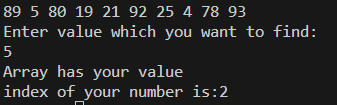 89 5 80 19 21 92 25 4 78 93
Enter value which you want to find:
5
Array has your value
index of your number is:2